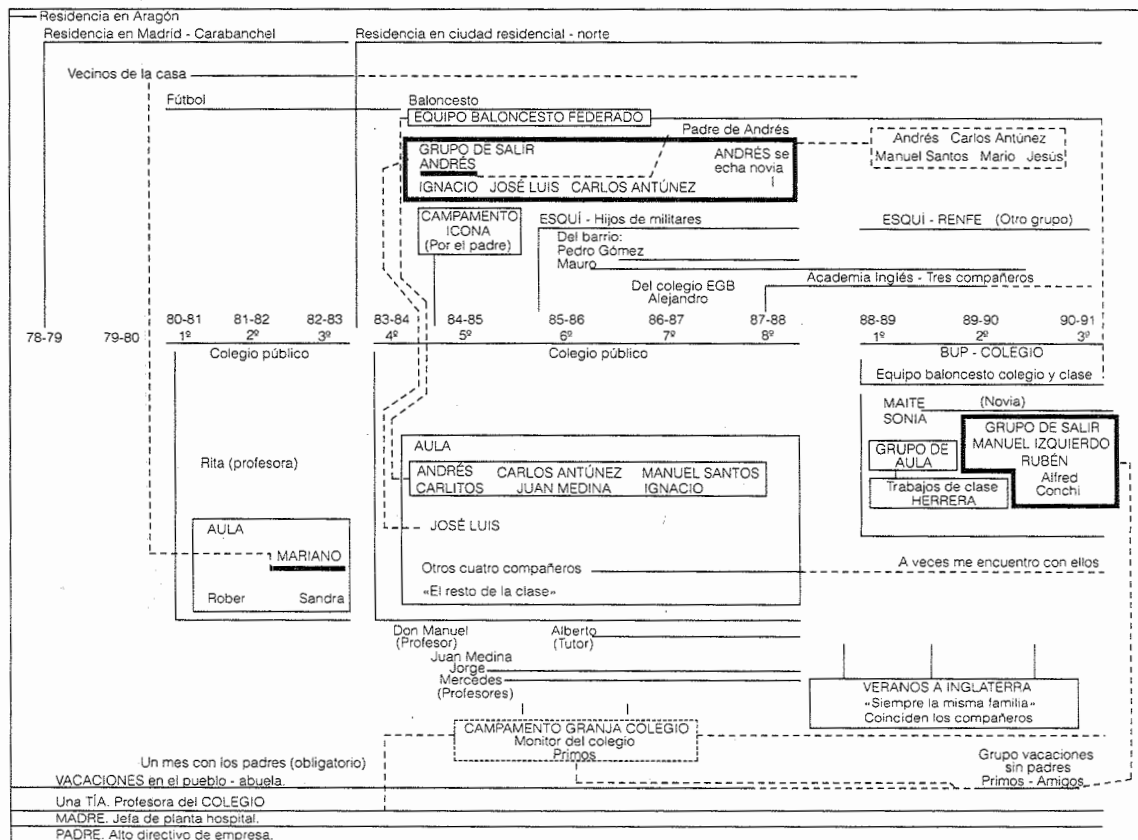 Residencia en Aragón
Residencia en Madrid - Carabanchel
Residencia en ciudad residencial - norte
Vecinos de la casa
Fútbol
Baloncesto
EQUIPO BALONCESTO FEDERADO
Padre de Andrés
GRUPO DE SALIR
ANDRÉS
ANDRÉS se
echa novia
IGNACIO JOSÉ LUIS CARLOS ANTÚNEZ
Andrés Carlos Antúnez
Manuel Santos Mario Jesús
CAMPAMENTO
ICONA
(Por el padre)
ESQUÍ - Hijos de militares
ESQUÍ - RENFE (Otro grupo)
Del barrio:
Pedro Gómez
Mauro
Del colegio EGB
Alejandro
Academia Inglés - Tres compañeros
78-79 79-80
80-81 81-82 82-83 83-84 84-85 85-86 86-87 87-88 88-89 89-90 90-91
1º 2º 3º 4º 5º 6º 7º 8º 1º 2º 3º
Colegio público
Colegio público
BUP - COLEGIO
Equipo baloncesto colegio y clase
MAITE (Novia)
SONIA
GRUPO DE SALIR
MANUEL IZQUIERDO
RUBÉN
Alfred
Conchi
GRUPO DE
AULA
Trabajos de clase
HERRERA
Rita (profesora)
AULA
MARIANO
Rober Sandra
AULA
ANDRÉS CARLOS ANTÚNEZ MANUEL SANTOS
CARLITOS JUAN MEDINA IGNACIO
JOSÉ LUIS
Otros cuatro compañeros
A veces me encuentro con ellos
«El resto de la clase»
Don Manuel
(Profesor)
Alberto
(Tutor)
Juan Medina
Jorge
Mercedes
(Profesores)
VERANOS A INGLATERRA
«Siempre la misma familia»
Coinciden los compañeros
CAMPAMENTO GRANJA COLEGIO
Monitor del colegio
Primos
Grupo vacaciones
sin padres
Primos - Amigos
Un mes con los padres (obligatorio)
VACACIONES en el pueblo - abuela.
Una TÍA. Profesora del COLEGIO
MADRE. Jefa de planta hospital.
PADRE. Alto directivo de empresa.